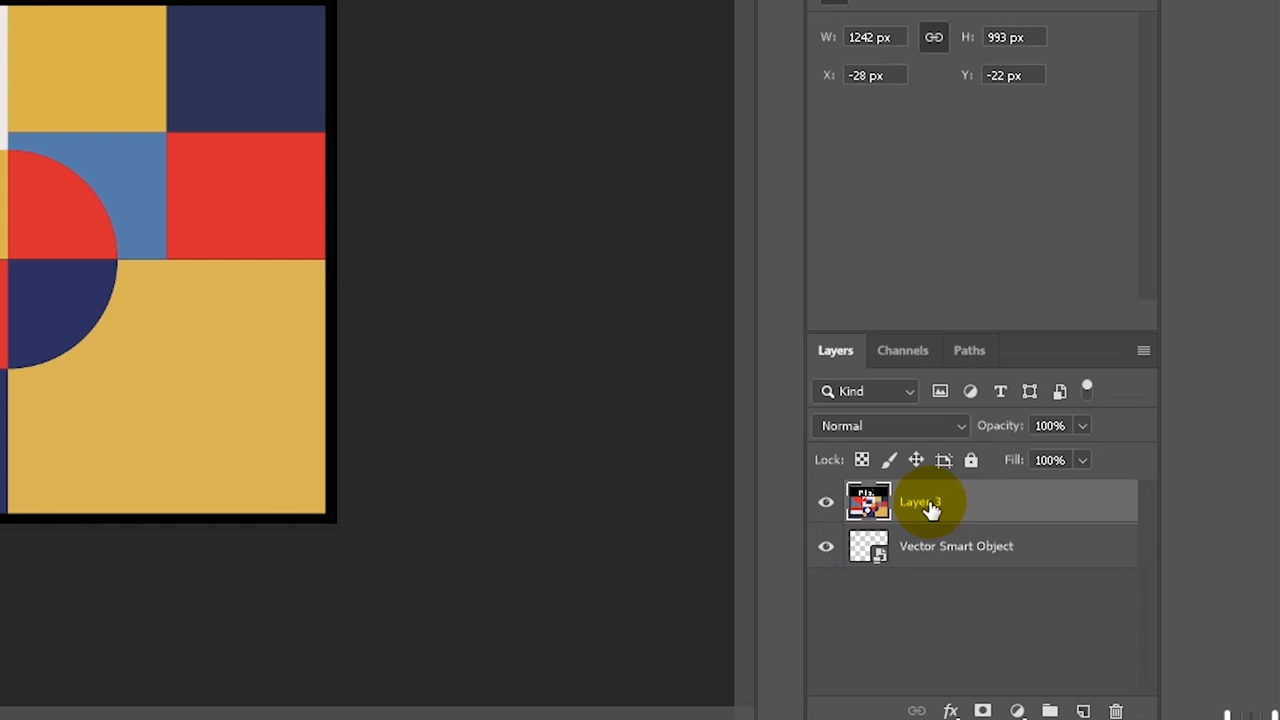 W: 1242 px H: 993 px
X: -28 px Y: -22 px
Layers Channels Paths
Kind
Normal Opacity: 100%
Lock: Fill: 100%
Layer 3
Vector Smart Object
fx